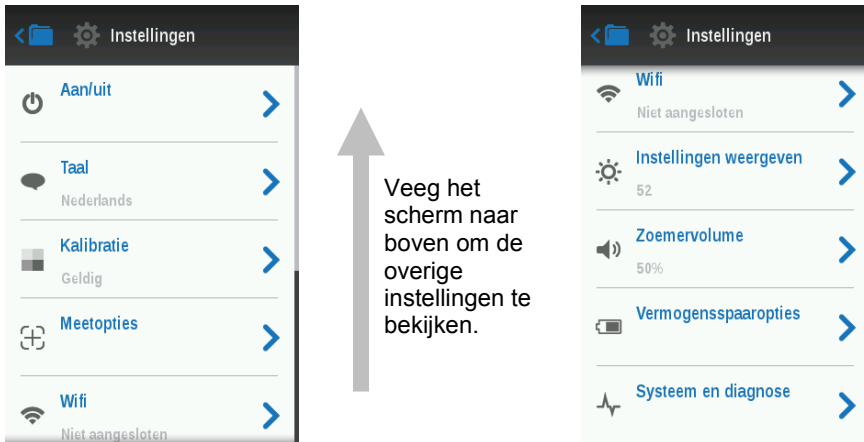 Instellingen
Aan/uit
Taal
Nederlands
Kalibratie
Geldig
Meetopties
Wifi
Niet aangesloten
Veeg het
scherm naar
boven om de
overige
instellingen te
bekijken.
Instellingen
Wifi
Niet aangesloten
Instellingen weergeven
52
Zoemervolume
50%
Vermogensspaaropties
Systeem en diagnose